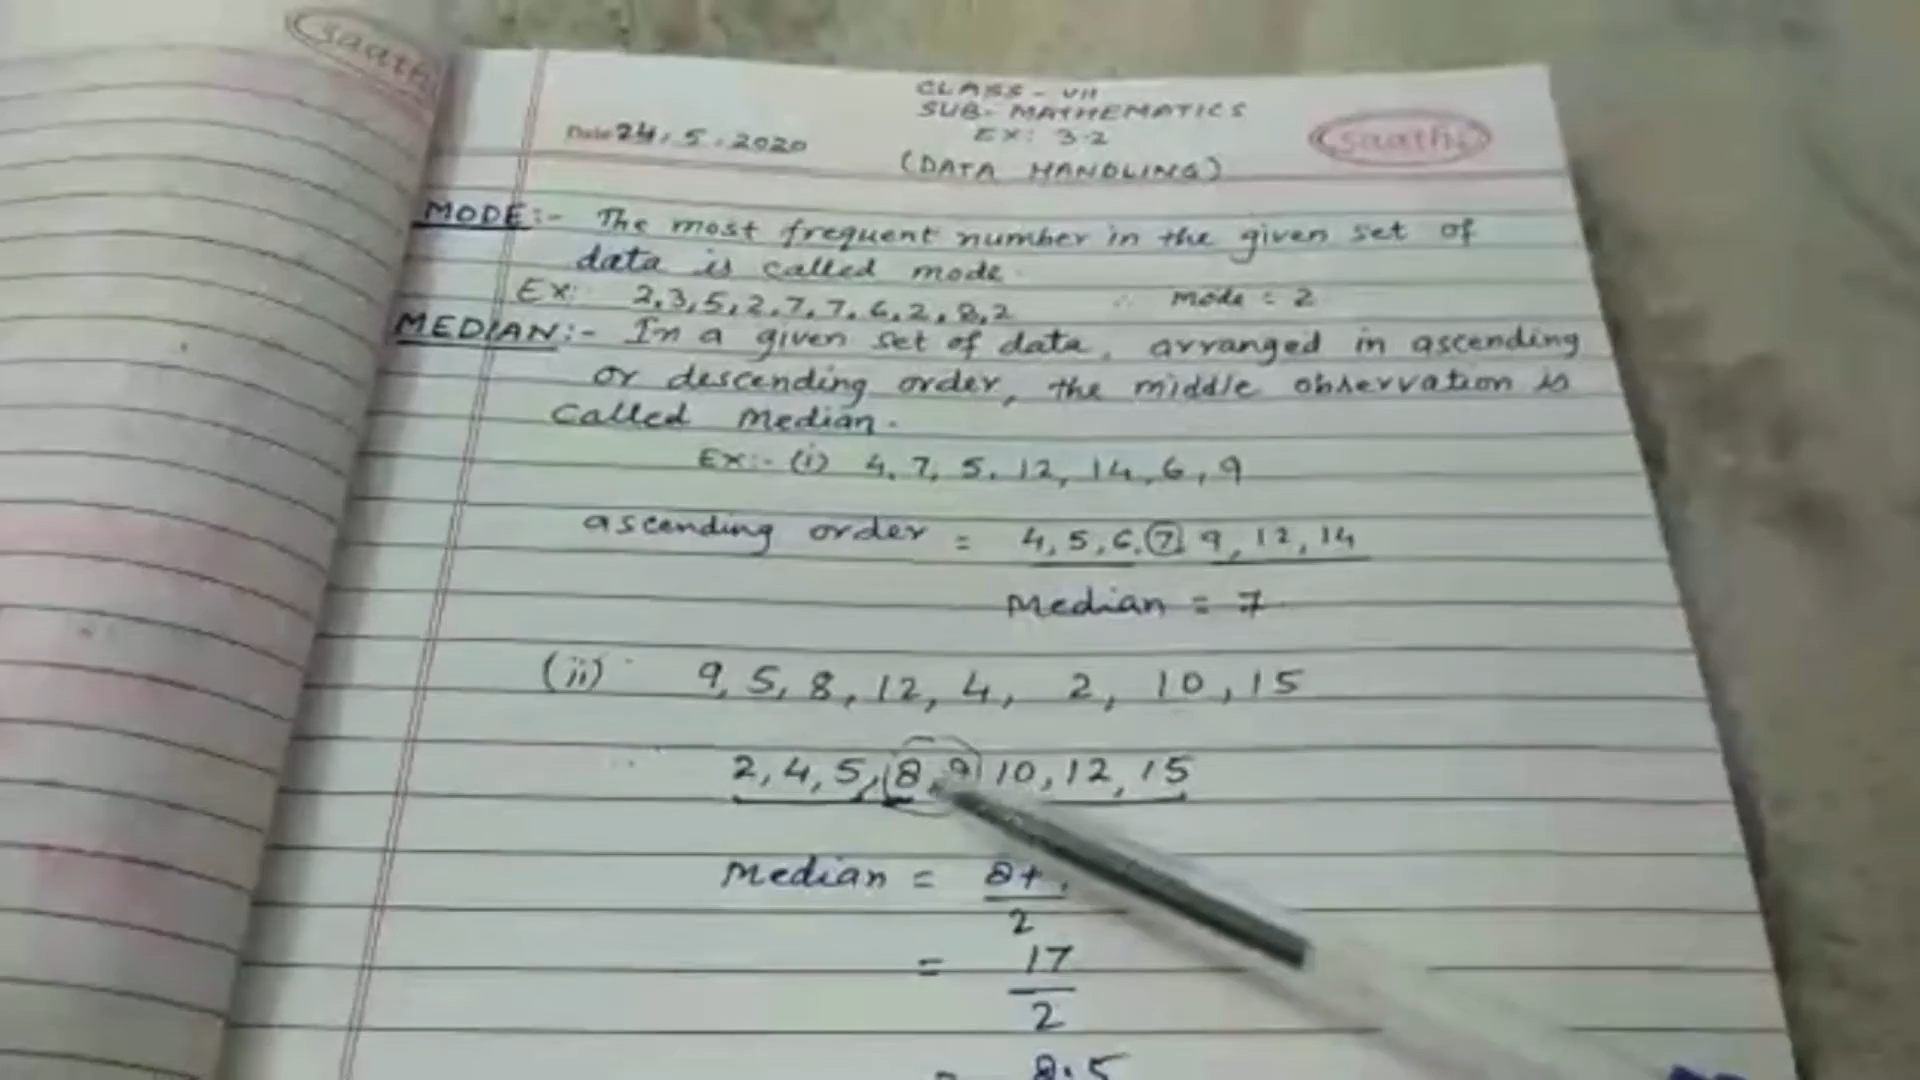 saathi
CLASS - VII
SUB- MATHEMATICS
Date 24.5.2020
EX: 3.2
saathi
(DATA HANDLING)
MODE:- The most frequent number in the given set of
data is called mode.
Ex: 2,3,5,2,7,7,6,2,8,2 ∴ mode = 2
MEDIAN:- In a given set of data, arranged in ascending
or descending order, the middle observation is
Called Median.
Ex:- (i) 4, 7, 5, 12, 14, 6, 9
ascending order = 4, 5, 6, 7, 9, 12, 14
Median = 7
(ii) 9, 5, 8, 12, 4, 2, 10, 15
∴ 2, 4, 5, 8, 9, 10, 12, 15
Median = 8+
2
= 17
2
= 8.5